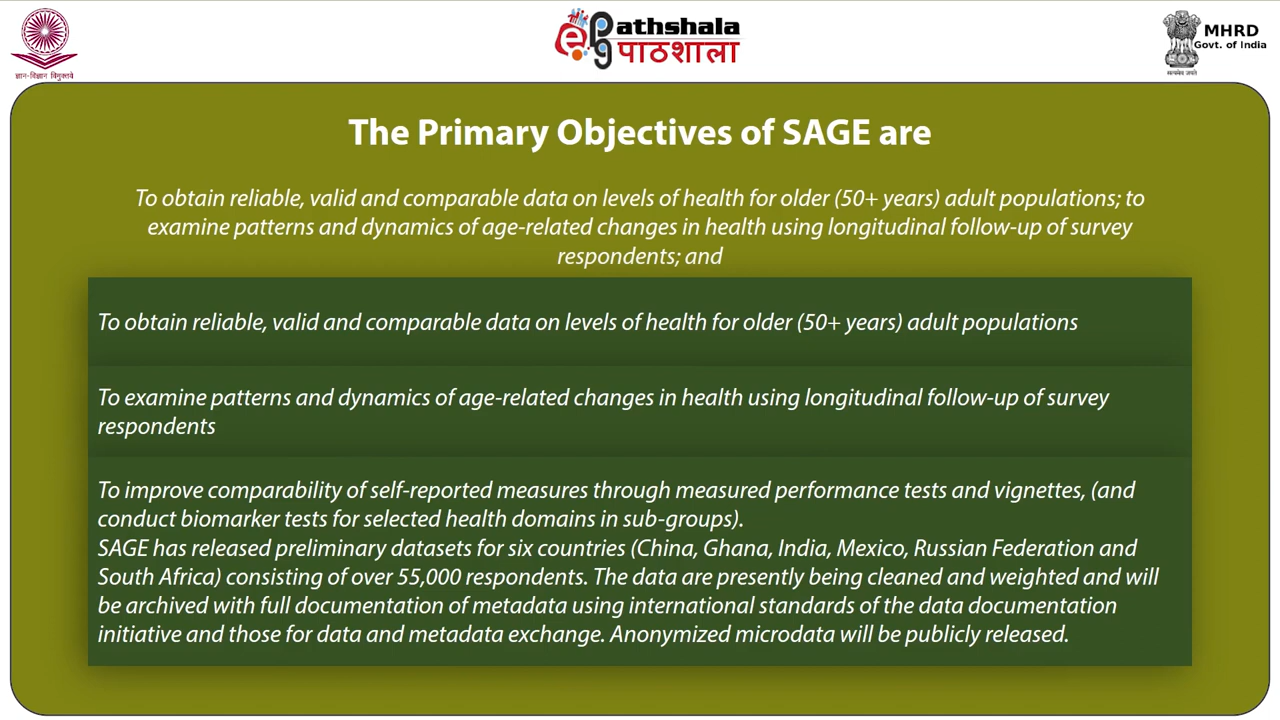 ज्ञान-विज्ञान विमुक्तये
ePathshala
पाठशाला
MHRD
Govt. of India
सत्यमेव जयते
The Primary Objectives of SAGE are
To obtain reliable, valid and comparable data on levels of health for older (50+ years) adult populations; to
examine patterns and dynamics of age-related changes in health using longitudinal follow-up of survey
respondents; and
To obtain reliable, valid and comparable data on levels of health for older (50+ years) adult populations
To examine patterns and dynamics of age-related changes in health using longitudinal follow-up of survey
respondents
To improve comparability of self-reported measures through measured performance tests and vignettes, (and
conduct biomarker tests for selected health domains in sub-groups).
SAGE has released preliminary datasets for six countries (China, Ghana, India, Mexico, Russian Federation and
South Africa) consisting of over 55,000 respondents. The data are presently being cleaned and weighted and will
be archived with full documentation of metadata using international standards of the data documentation
initiative and those for data and metadata exchange. Anonymized microdata will be publicly released.